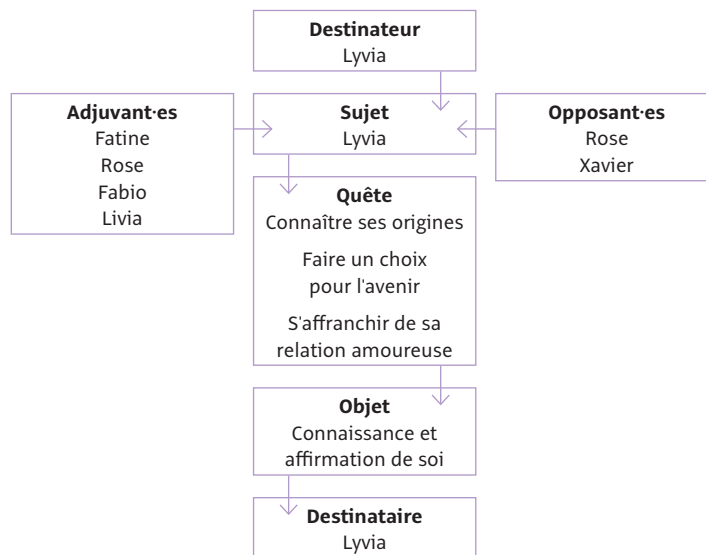 Destinateur
Lyvia
Adjuvant·es
Fatine
Rose
Fabio
Livia
Sujet
Lyvia
Opposant·es
Rose
Xavier
Quête
Connaître ses origines
Faire un choix
pour l'avenir
S'affranchir de sa
relation amoureuse
Objet
Connaissance et
affirmation de soi
Destinataire
Lyvia